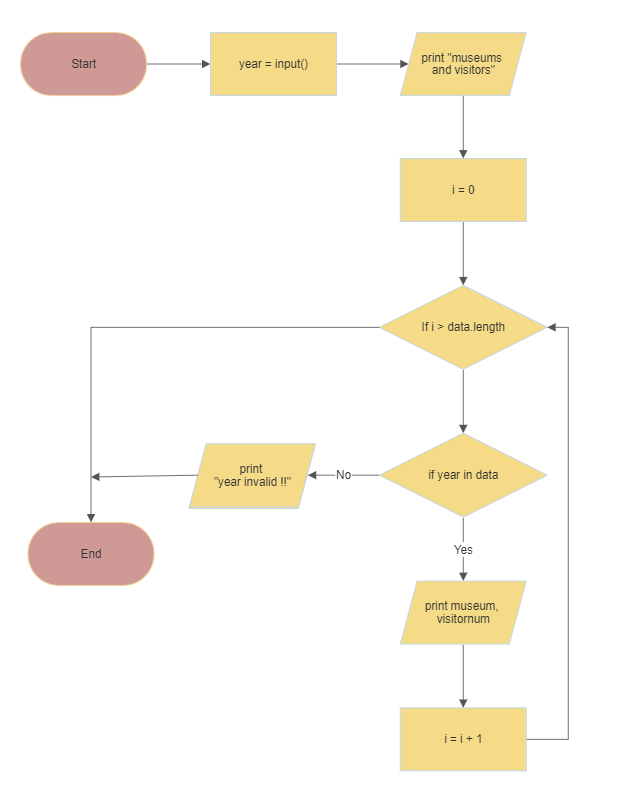 Start
year = input()
print "museums
and visitors"
i = 0
If i > data.length
if year in data
No
print
"year invalid !!"
End
Yes
print museum,
visitornum
i = i + 1